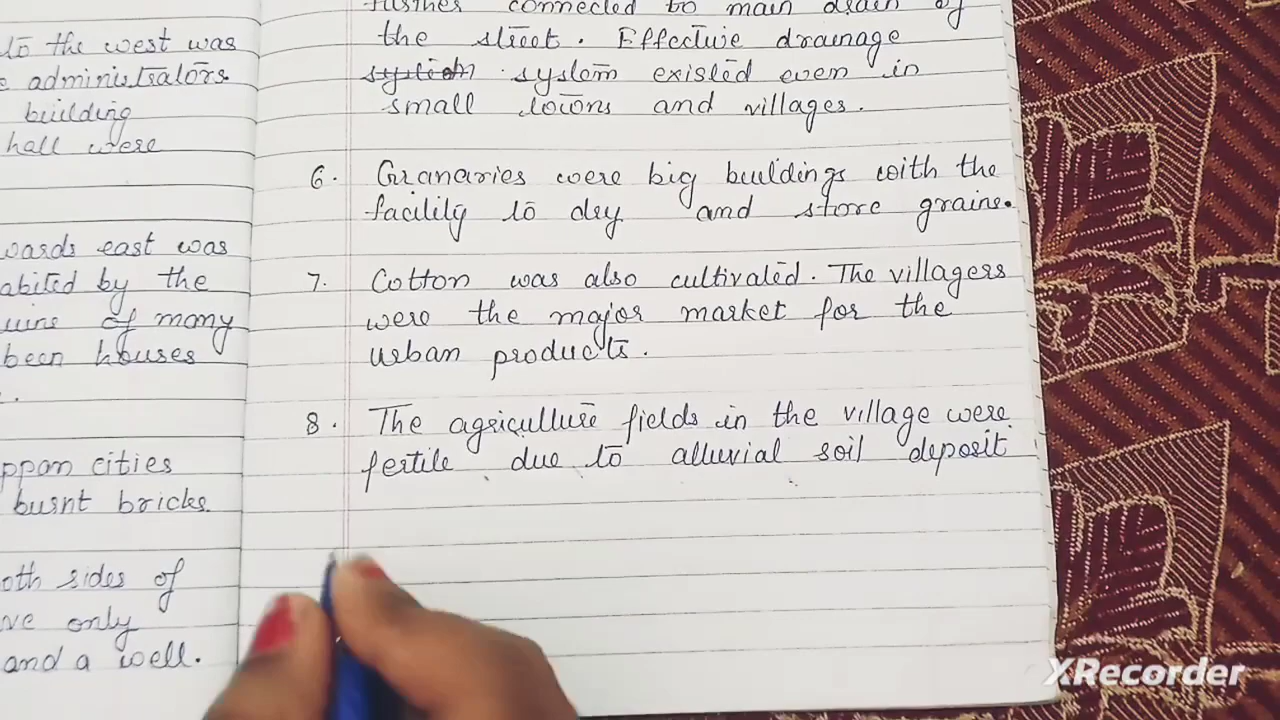 to the west was
administrators.
building
hall were
wards east was
abited by the
of many
been houses
ppan cities
burnt bricks.
oth sides of
ve only
and a well.
further connected to main drain of
the street. Effective drainage
system existed even in
small towns and villages.
6. Granaries were big buildings with the
facility to dry and store grains.
7. Cotton was also cultivated. The villagers
were the major market for the
urban products.
8. The agriculture fields in the village were
fertile due to alluvial soil deposit
XRecorder